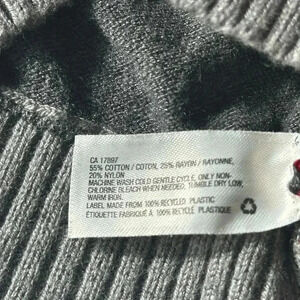 CA 17897
55% COTTON / COTON, 25% RAYON / RAYONNE,
20% NYLON
MACHINE WASH COLD GENTLE CYCLE, ONLY NON-
CHLORINE BLEACH WHEN NEEDED, TUMBLE DRY LOW,
WARM IRON.
LABEL MADE FROM 100% RECYCLED PLASTIC
ÉTIQUETTE FABRIQUÉ À 100% RECYCLÉ PLASTIQUE